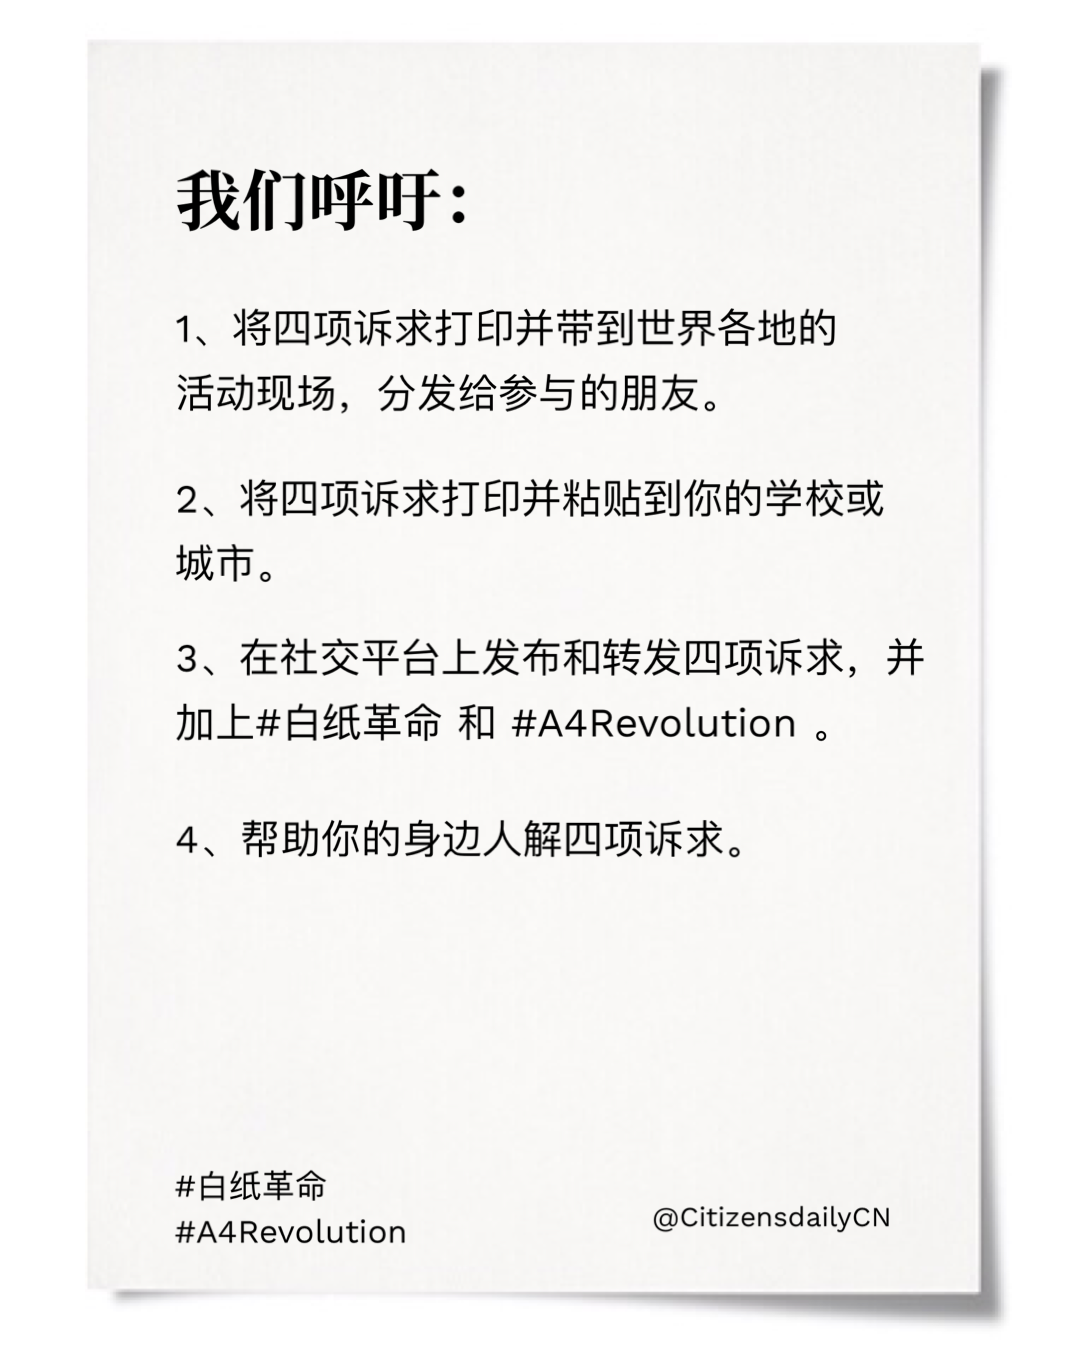 我们呼吁：
1、将四项诉求打印并带到世界各地的
活动现场，分发给参与的朋友。
2、将四项诉求打印并粘贴到你的学校或
城市。
3、在社交平台上发布和转发四项诉求，并
加上#白纸革命 和 #A4Revolution 。
4、帮助你的身边人解四项诉求。
#白纸革命
#A4Revolution
@CitizensdailyCN